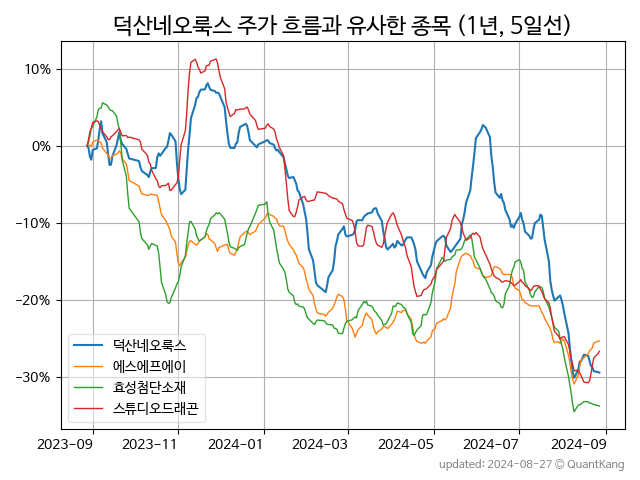 덕산네오룩스 주가 흐름과 유사한 종목 (1년, 5일선)
10%
0%
−10%
−20%
−30%
덕산네오룩스
에스에프에이
효성첨단소재
스튜디오드래곤
2023-09 2023-11 2024-01 2024-03 2024-05 2024-07 2024-09
updated: 2024-08-27 ⓒ QuantKang